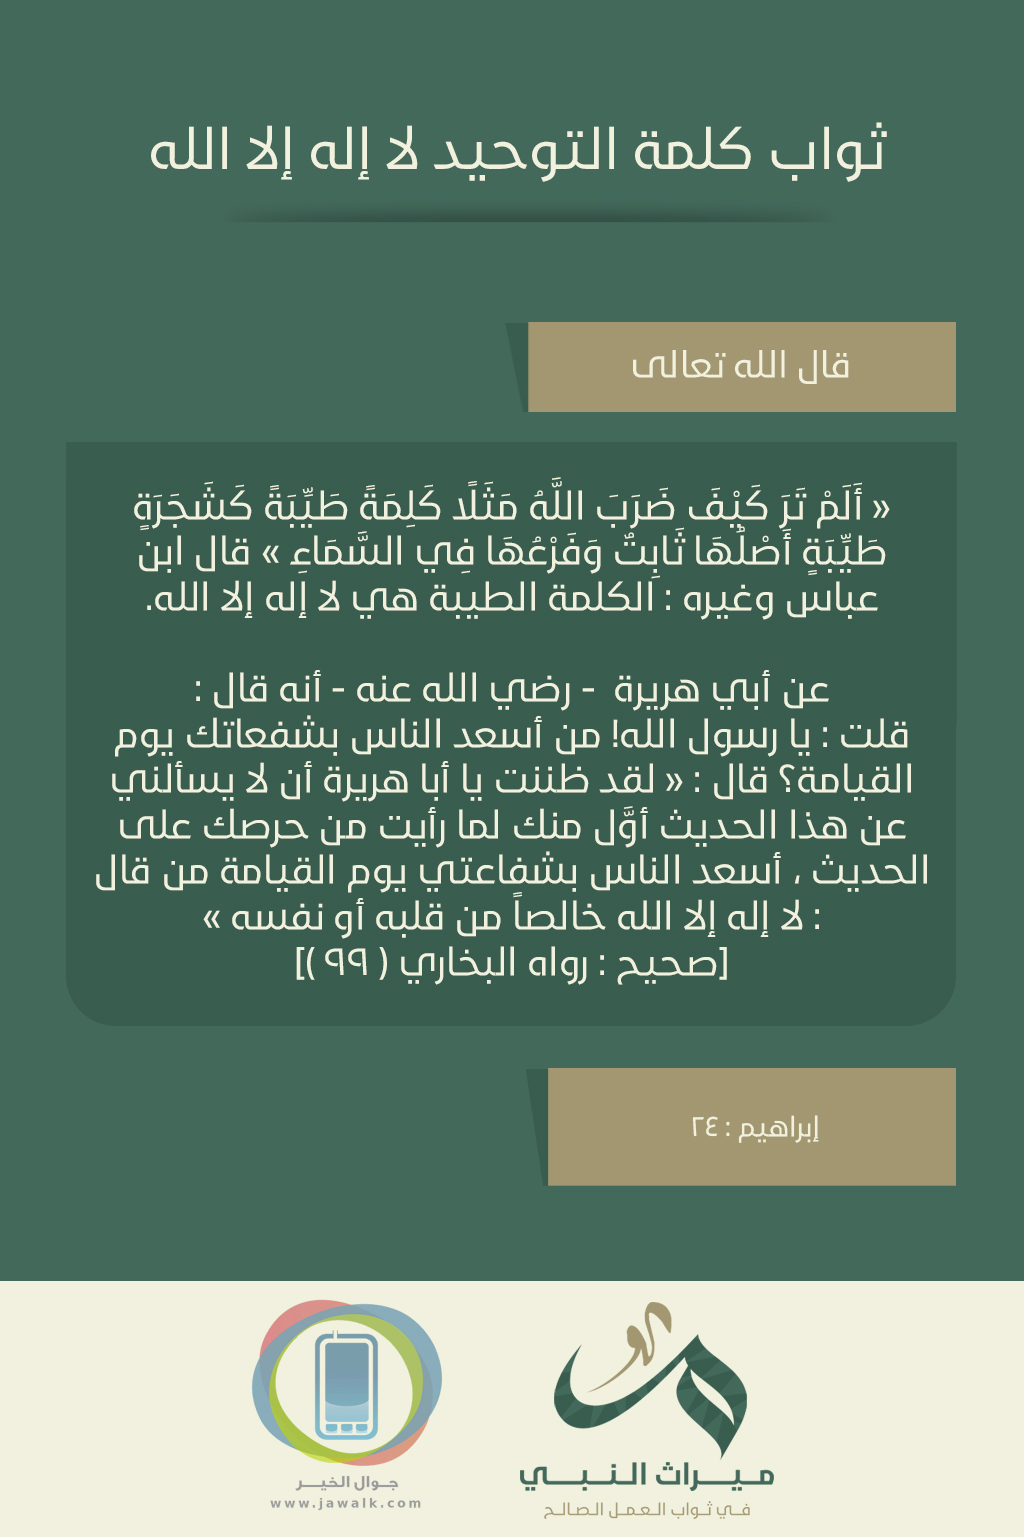 ثواب كلمة التوحيد لا إله إلا الله
قال الله تعالى
« أَلَمْ تَرَ كَيْفَ ضَرَبَ اللَّهُ مَثَلًا كَلِمَةً طَيِّبَةً كَشَجَرَةٍ
طَيِّبَةٍ أَصْلُهَا ثَابِتٌ وَفَرْعُهَا فِي السَّمَاءِ » قال ابن
عباس وغيره : الكلمة الطيبة هي لا إله إلا الله.
عن أبي هريرة - رضي الله عنه - أنه قال :
قلت : يا رسول الله! من أسعد الناس بشفعاتك يوم
القيامة؟ قال : « لقد ظننت يا أبا هريرة أن لا يسألني
عن هذا الحديث أوَّل منك لما رأيت من حرصك على
الحديث ، أسعد الناس بشفاعتي يوم القيامة من قال
: لا إله إلا الله خالصاً من قلبه أو نفسه »
[صحيح : رواه البخاري ( ٩٩ )]
إبراهيم : ٢٤
ميراث النبي
في ثواب العمل الصالح
جوال الخير
www.jawalk.com